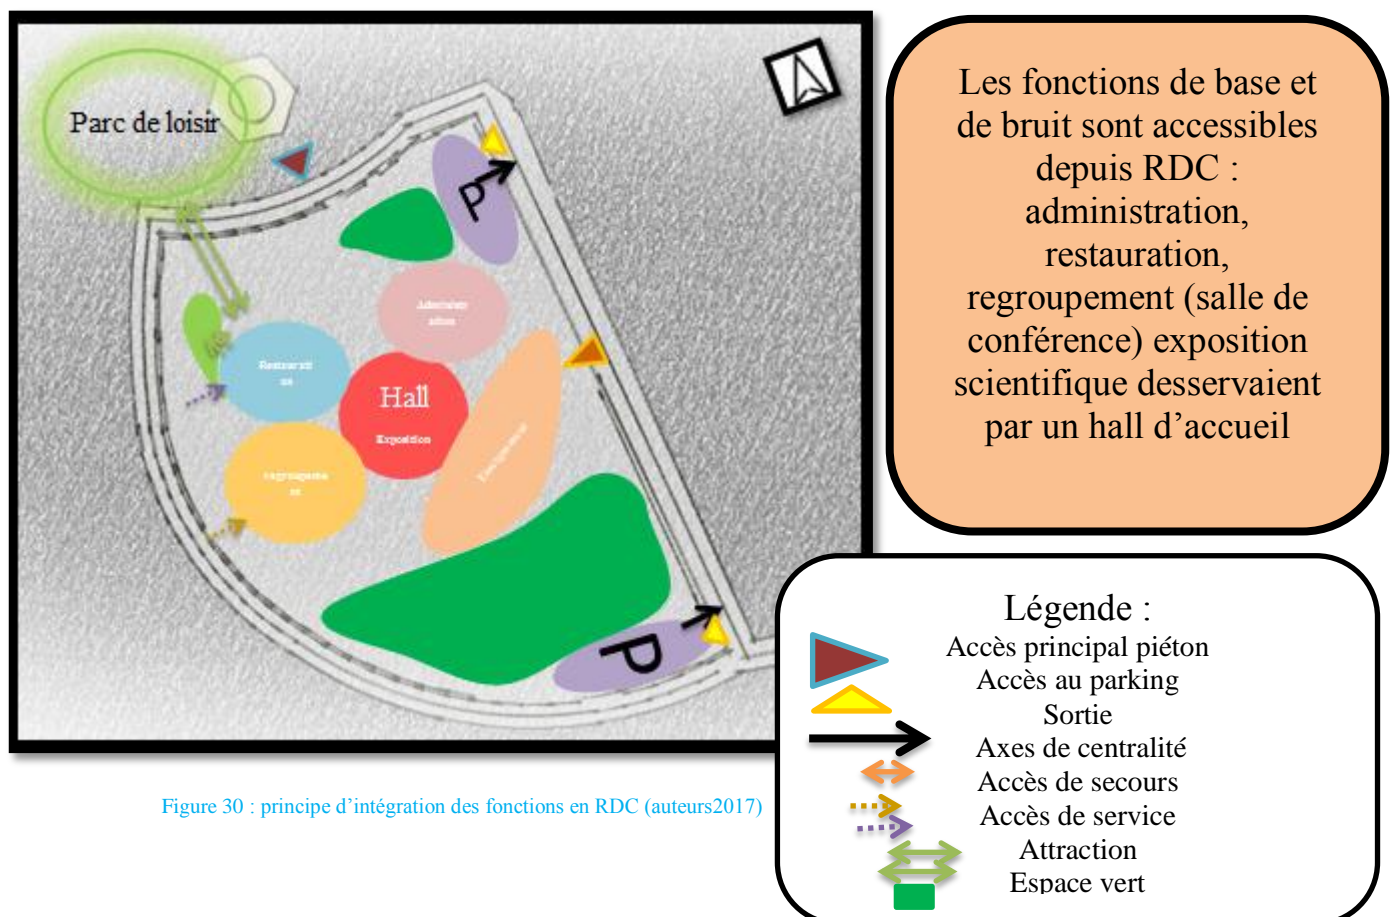 Parc de loisir
P
Hall
Exposition
P
Les fonctions de base et
de bruit sont accessibles
depuis RDC :
administration,
restauration,
regroupement (salle de
conférence) exposition
scientifique desservaient
par un hall d’accueil
Légende :
Accès principal piéton
Accès au parking
Sortie
Axes de centralité
Accès de secours
Accès de service
Attraction
Espace vert
Figure 30 : principe d’intégration des fonctions en RDC (auteurs2017)